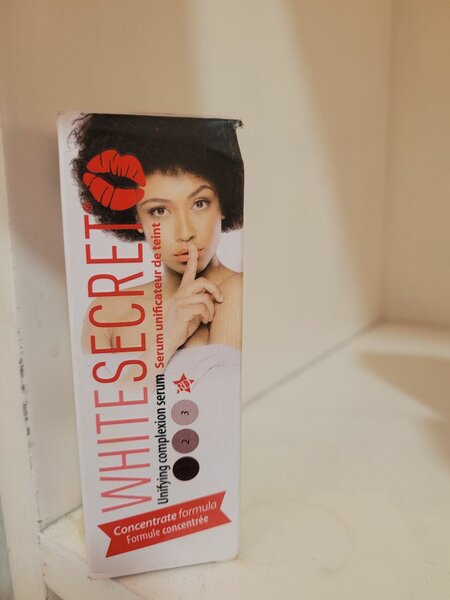 WHITESECRET®
Serum unificateur de teint
Unifying complexion serum
3
2
Concentrate formula
Formule concentrée